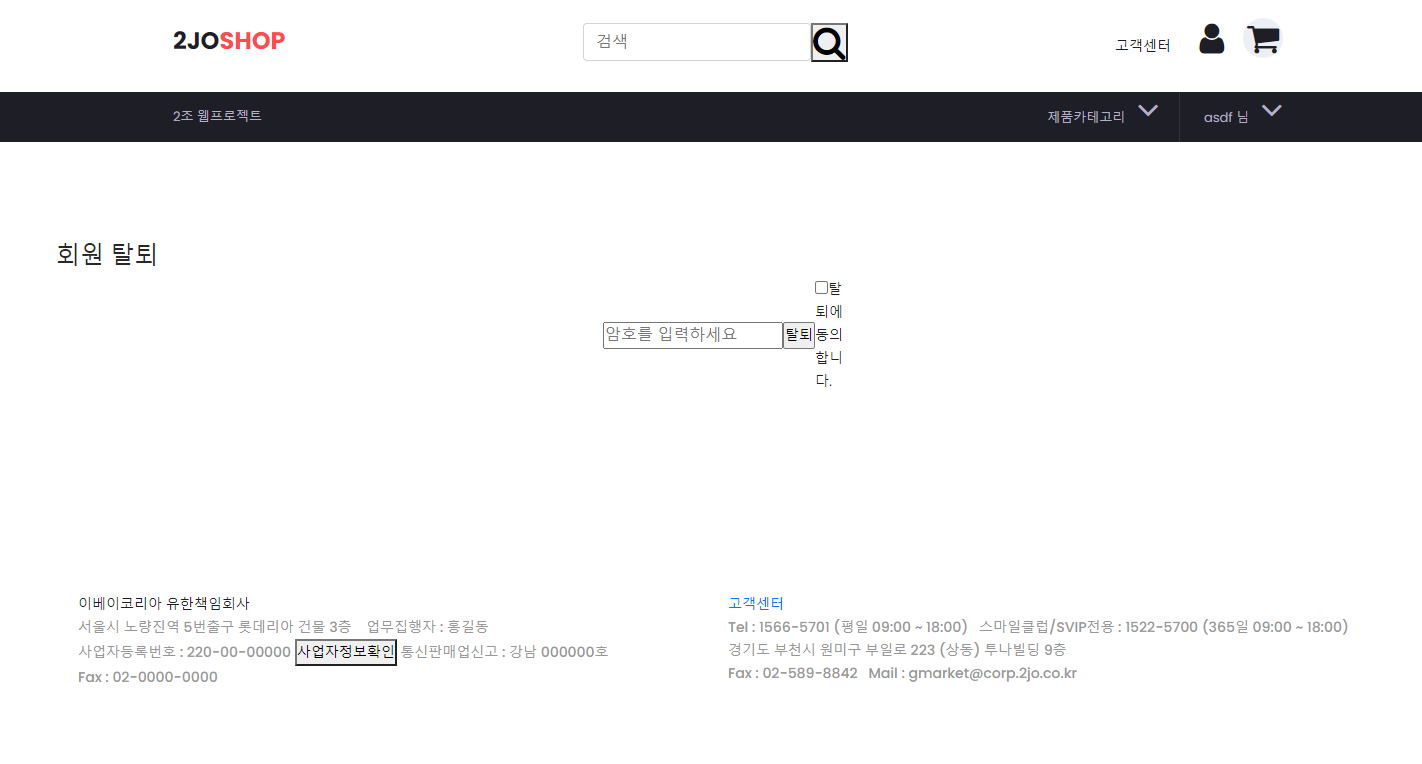 2JOSHOP
검색
고객센터
2조 웹프로젝트
제품카테고리
asdf 님
회원 탈퇴
암호를 입력하세요
탈퇴
탈
퇴에
동의
합니
다.
이베이코리아 유한책임회사
서울시 노량진역 5번출구 롯데리아 건물 3층 업무집행자 : 홍길동
사업자등록번호 : 220-00-00000 사업자정보확인 통신판매업신고 : 강남 000000호
Fax : 02-0000-0000
고객센터
Tel : 1566-5701 (평일 09:00 ~ 18:00) 스마일클럽/SVIP전용 : 1522-5700 (365일 09:00 ~ 18:00)
경기도 부천시 원미구 부일로 223 (상동) 투나빌딩 9층
Fax : 02-589-8842 Mail : gmarket@corp.2jo.co.kr